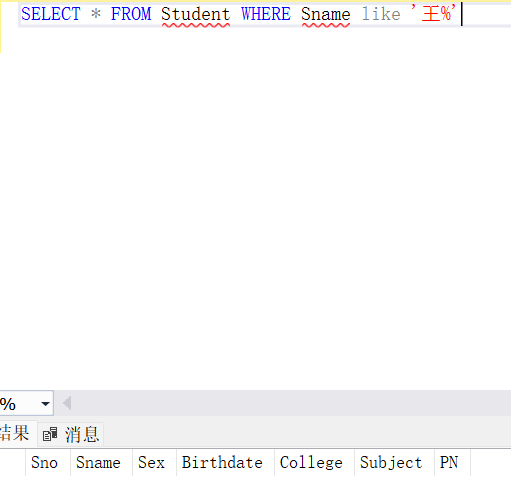 SELECT * FROM Student WHERE Sname like '王%'
%
结果 消息
Sno Sname Sex Birthdate College Subject PN